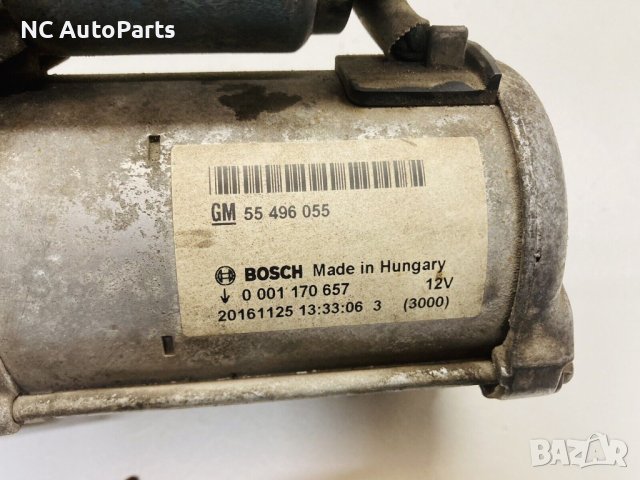 NC AutoParts
GM 55 496 055
BOSCH Made in Hungary
↓ 0 001 170 657 12V
20161125 13:33:06 3 (3000)
BAZAR